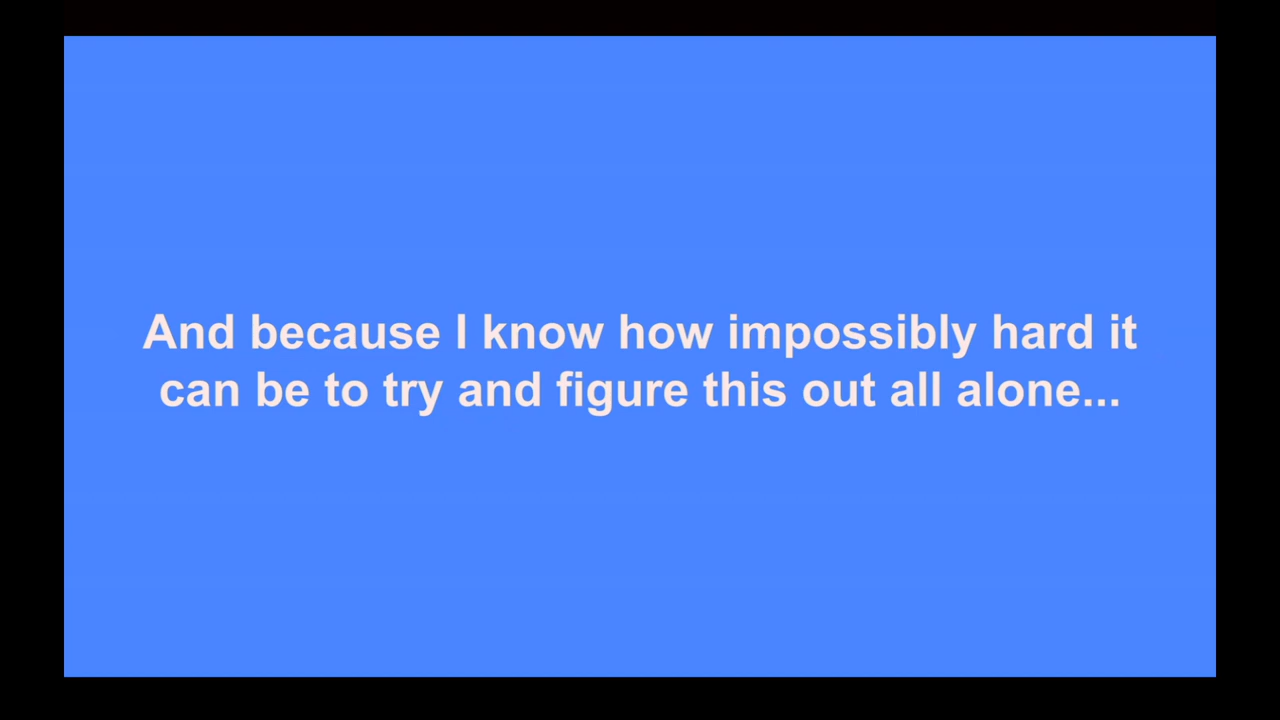 And because I know how impossibly hard it
can be to try and figure this out all alone...